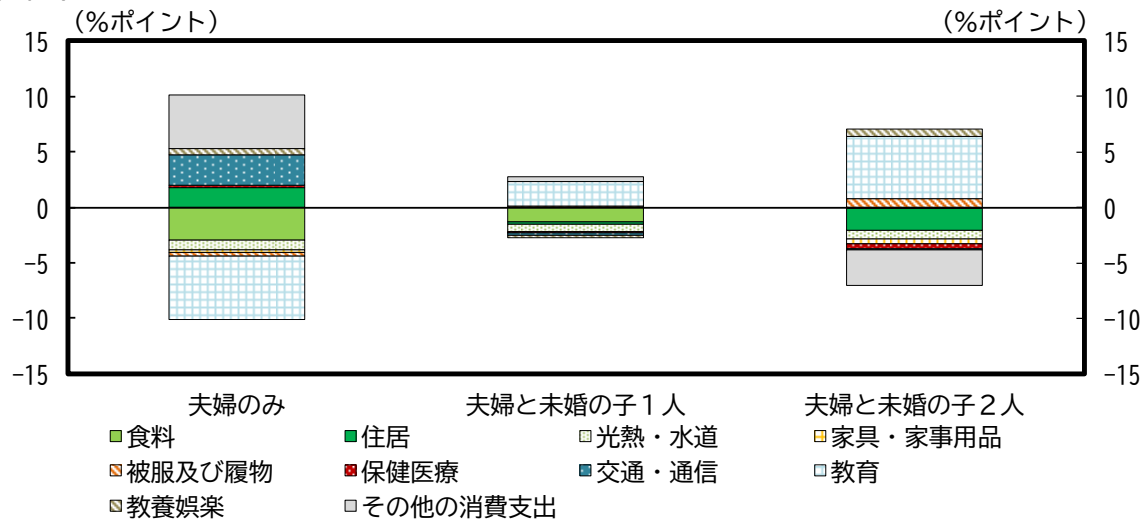 （％ポイント） （％ポイント）
15 15
10 10
5 5
0 0
−5 −5
−10 −10
−15 −15
夫婦のみ 夫婦と未婚の子１人 夫婦と未婚の子２人
食料 住居 光熱・水道 家具・家事用品
被服及び履物 保健医療 交通・通信 教育
教養娯楽 その他の消費支出